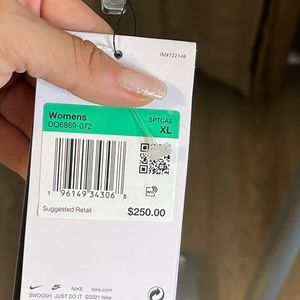 IM#722148
Womens SPTCAS
DQ6869-072 XL
1 96149 34306 8
Suggested Retail $250.00
NIKE nike.com
SWOOSH JUST DO IT ©2021 Nike